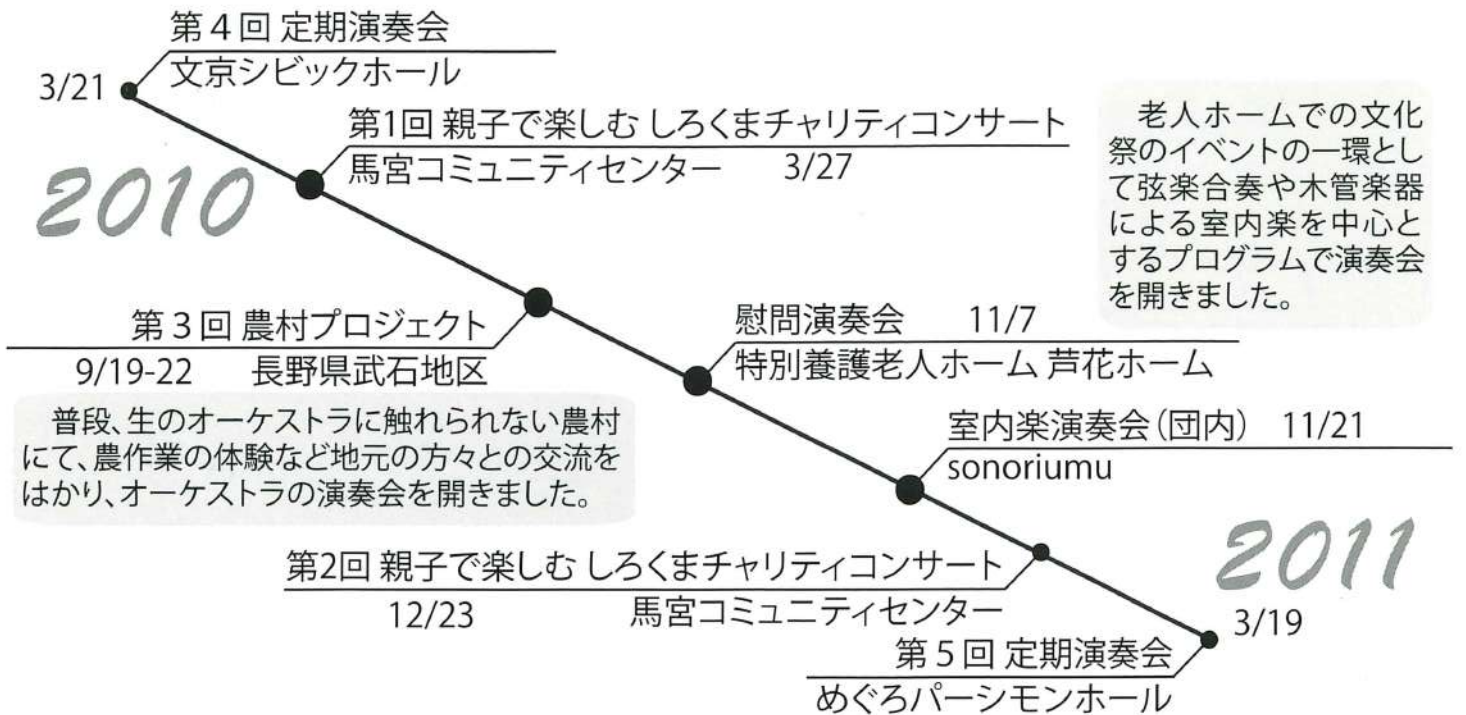 第4回 定期演奏会
3/21
文京シビックホール
2010
第1回 親子で楽しむ しろくまチャリティコンサート
馬宮コミュニティセンター 3/27
老人ホームでの文化
祭のイベントの一環とし
て弦楽合奏や木管楽器
による室内楽を中心と
するプログラムで演奏会
を開きました。
第3回 農村プロジェクト
9/19-22 長野県武石地区
普段、生のオーケストラに触れられない農村
にて、農作業の体験など地元の方々との交流を
はかり、オーケストラの演奏会を開きました。
慰問演奏会 11/7
特別養護老人ホーム 芦花ホーム
室内楽演奏会(団内) 11/21
sonoriumu
第2回 親子で楽しむ しろくまチャリティコンサート
12/23 馬宮コミュニティセンター
2011
3/19
第5回 定期演奏会
めぐろパーシモンホール